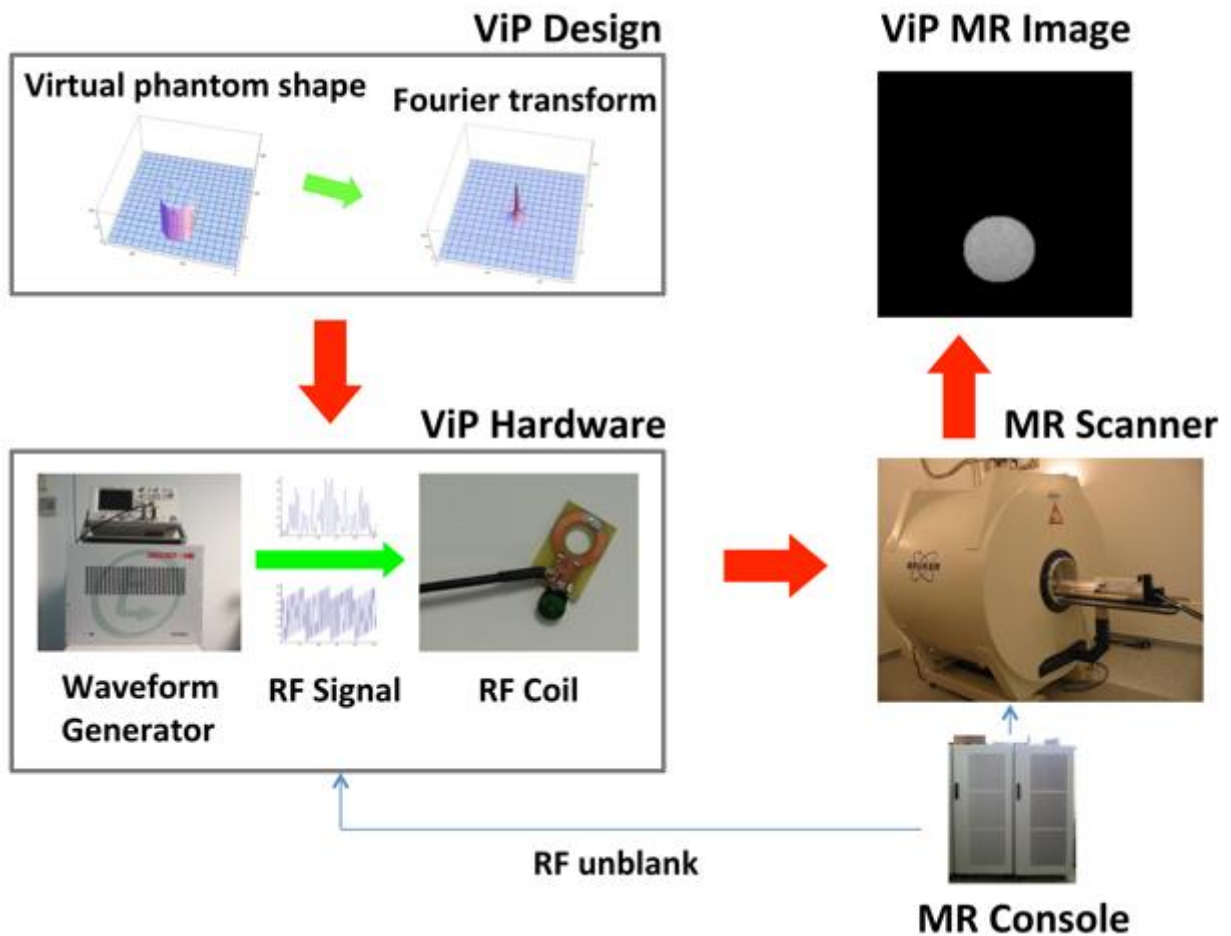 ViP Design
Virtual phantom shape
Fourier transform
ViP MR Image
ViP Hardware
Waveform
Generator
RF Signal
RF Coil
MR Scanner
BRUKER
RF unblank
MR Console